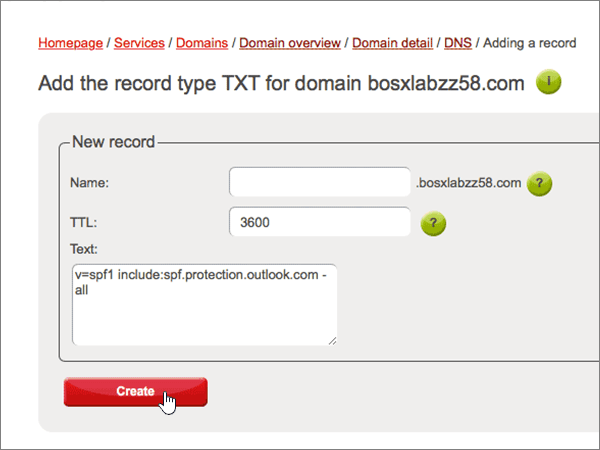 Homepage / Services / Domains / Domain overview / Domain detail / DNS / Adding a record
Add the record type TXT for domain bosxlabzz58.com i
New record
Name: .bosxlabzz58.com ?
TTL: 3600 ?
Text:
v=spf1 include:spf.protection.outlook.com -
all
Create